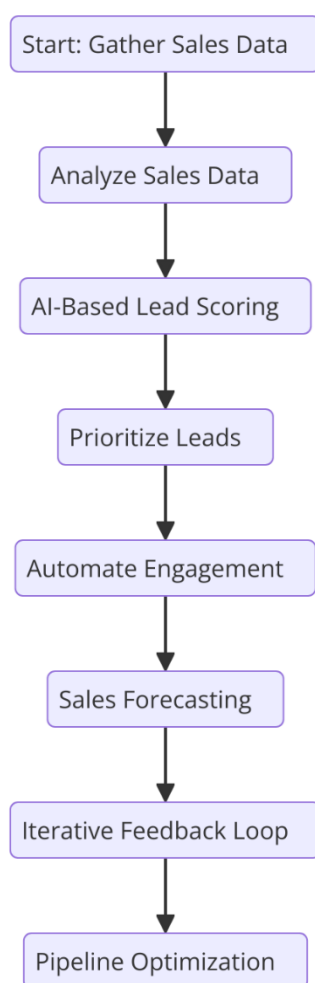 Start: Gather Sales Data
Analyze Sales Data
AI-Based Lead Scoring
Prioritize Leads
Automate Engagement
Sales Forecasting
Iterative Feedback Loop
Pipeline Optimization